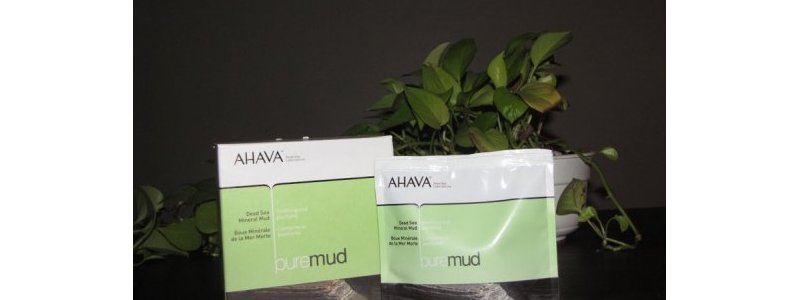 AHAVA
Dead Sea
Mineral Mud
Boue Minérale
de la Mer Morte
puremud
AHAVA
Dead Sea
Mineral Mud
Boue Minérale
de la Mer Morte
puremud